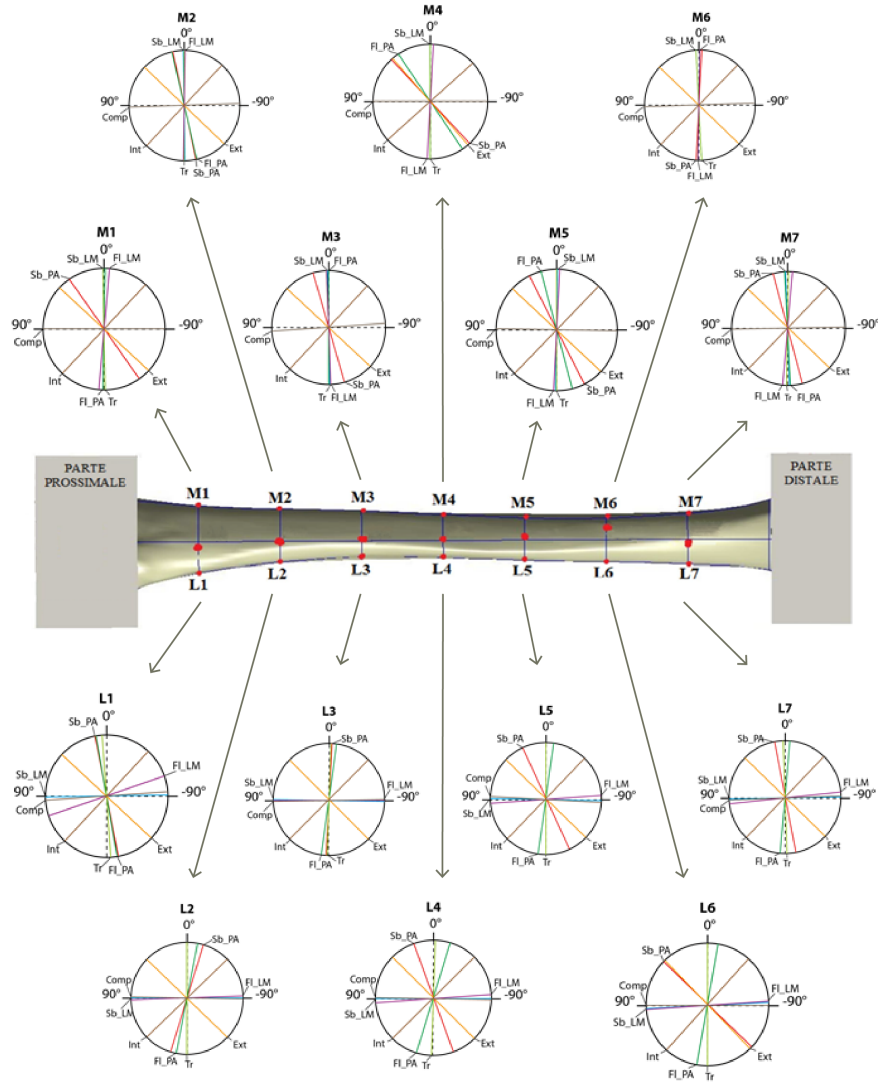 M2
0°
Sb_LM
Fl_LM
90°
-90°
Comp
Int
Ext
Tr
Fl_PA
Sb_PA
M4
0°
Sb_LM
Fl_PA
90°
-90°
Comp
Int
Sb_PA
Ext
Fl_LM
Tr
M6
0°
Sb_LM
Fl_PA
90°
-90°
Comp
Int
Ext
Sb_PA
Tr
Fl_LM
M1
0°
Sb_LM
Fl_LM
Sb_PA
90°
-90°
Comp
Int
Ext
Fl_PA
Tr
M3
0°
Sb_LM
Fl_PA
90°
-90°
Comp
Int
Ext
Sb_PA
Tr
Fl_LM
M5
0°
Fl_PA
Sb_LM
90°
-90°
Comp
Int
Ext
Sb_PA
Fl_LM
Tr
M7
0°
Sb_LM
Sb_PA
90°
-90°
Comp
Int
Ext
Fl_LM
Tr
Fl_PA
PARTE
PROSSIMALE
PARTE
DISTALE
M1
M2
M3
M4
M5
M6
M7
L1
L2
L3
L4
L5
L6
L7
L1
0°
Sb_PA
Fl_LM
Sb_LM
90°
-90°
Comp
Int
Ext
Tr
Fl_PA
L3
0°
Sb_PA
Sb_LM
Fl_LM
90°
-90°
Comp
Int
Ext
Fl_PA
Tr
L5
0°
Sb_PA
Comp
Fl_LM
90°
-90°
Sb_LM
Int
Ext
Fl_PA
Tr
L7
0°
Sb_PA
Sb_LM
Fl_LM
90°
-90°
Comp
Int
Ext
Fl_PA
Tr
L2
0°
Sb_PA
Comp
Fl_LM
90°
-90°
Sb_LM
Int
Ext
Fl_PA
Tr
L4
0°
Sb_PA
Comp
Fl_LM
90°
-90°
Sb_LM
Int
Ext
Fl_PA
Tr
L6
0°
Sb_PA
Comp
Fl_LM
90°
-90°
Sb_LM
Int
Ext
Fl_PA
Tr